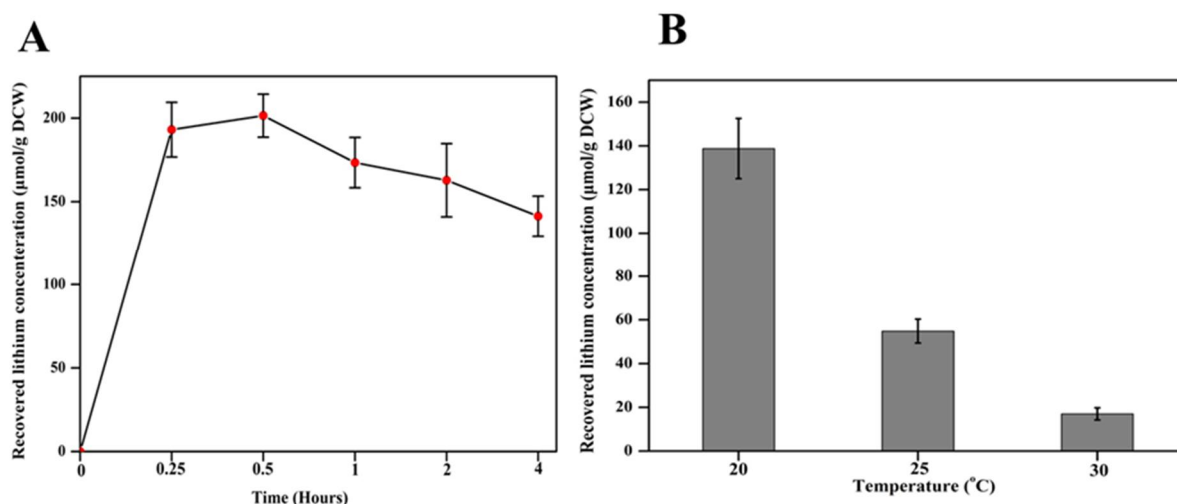 A
Recovered lithium concenteration (µmol/g DCW)
200
150
100
50
0
0 0.25 0.5 1 2 4
Time (Hours)
B
Recovered lithium concentration (µmol/g DCW)
160
140
120
100
80
60
40
20
0
20 25 30
Temperature (°C)